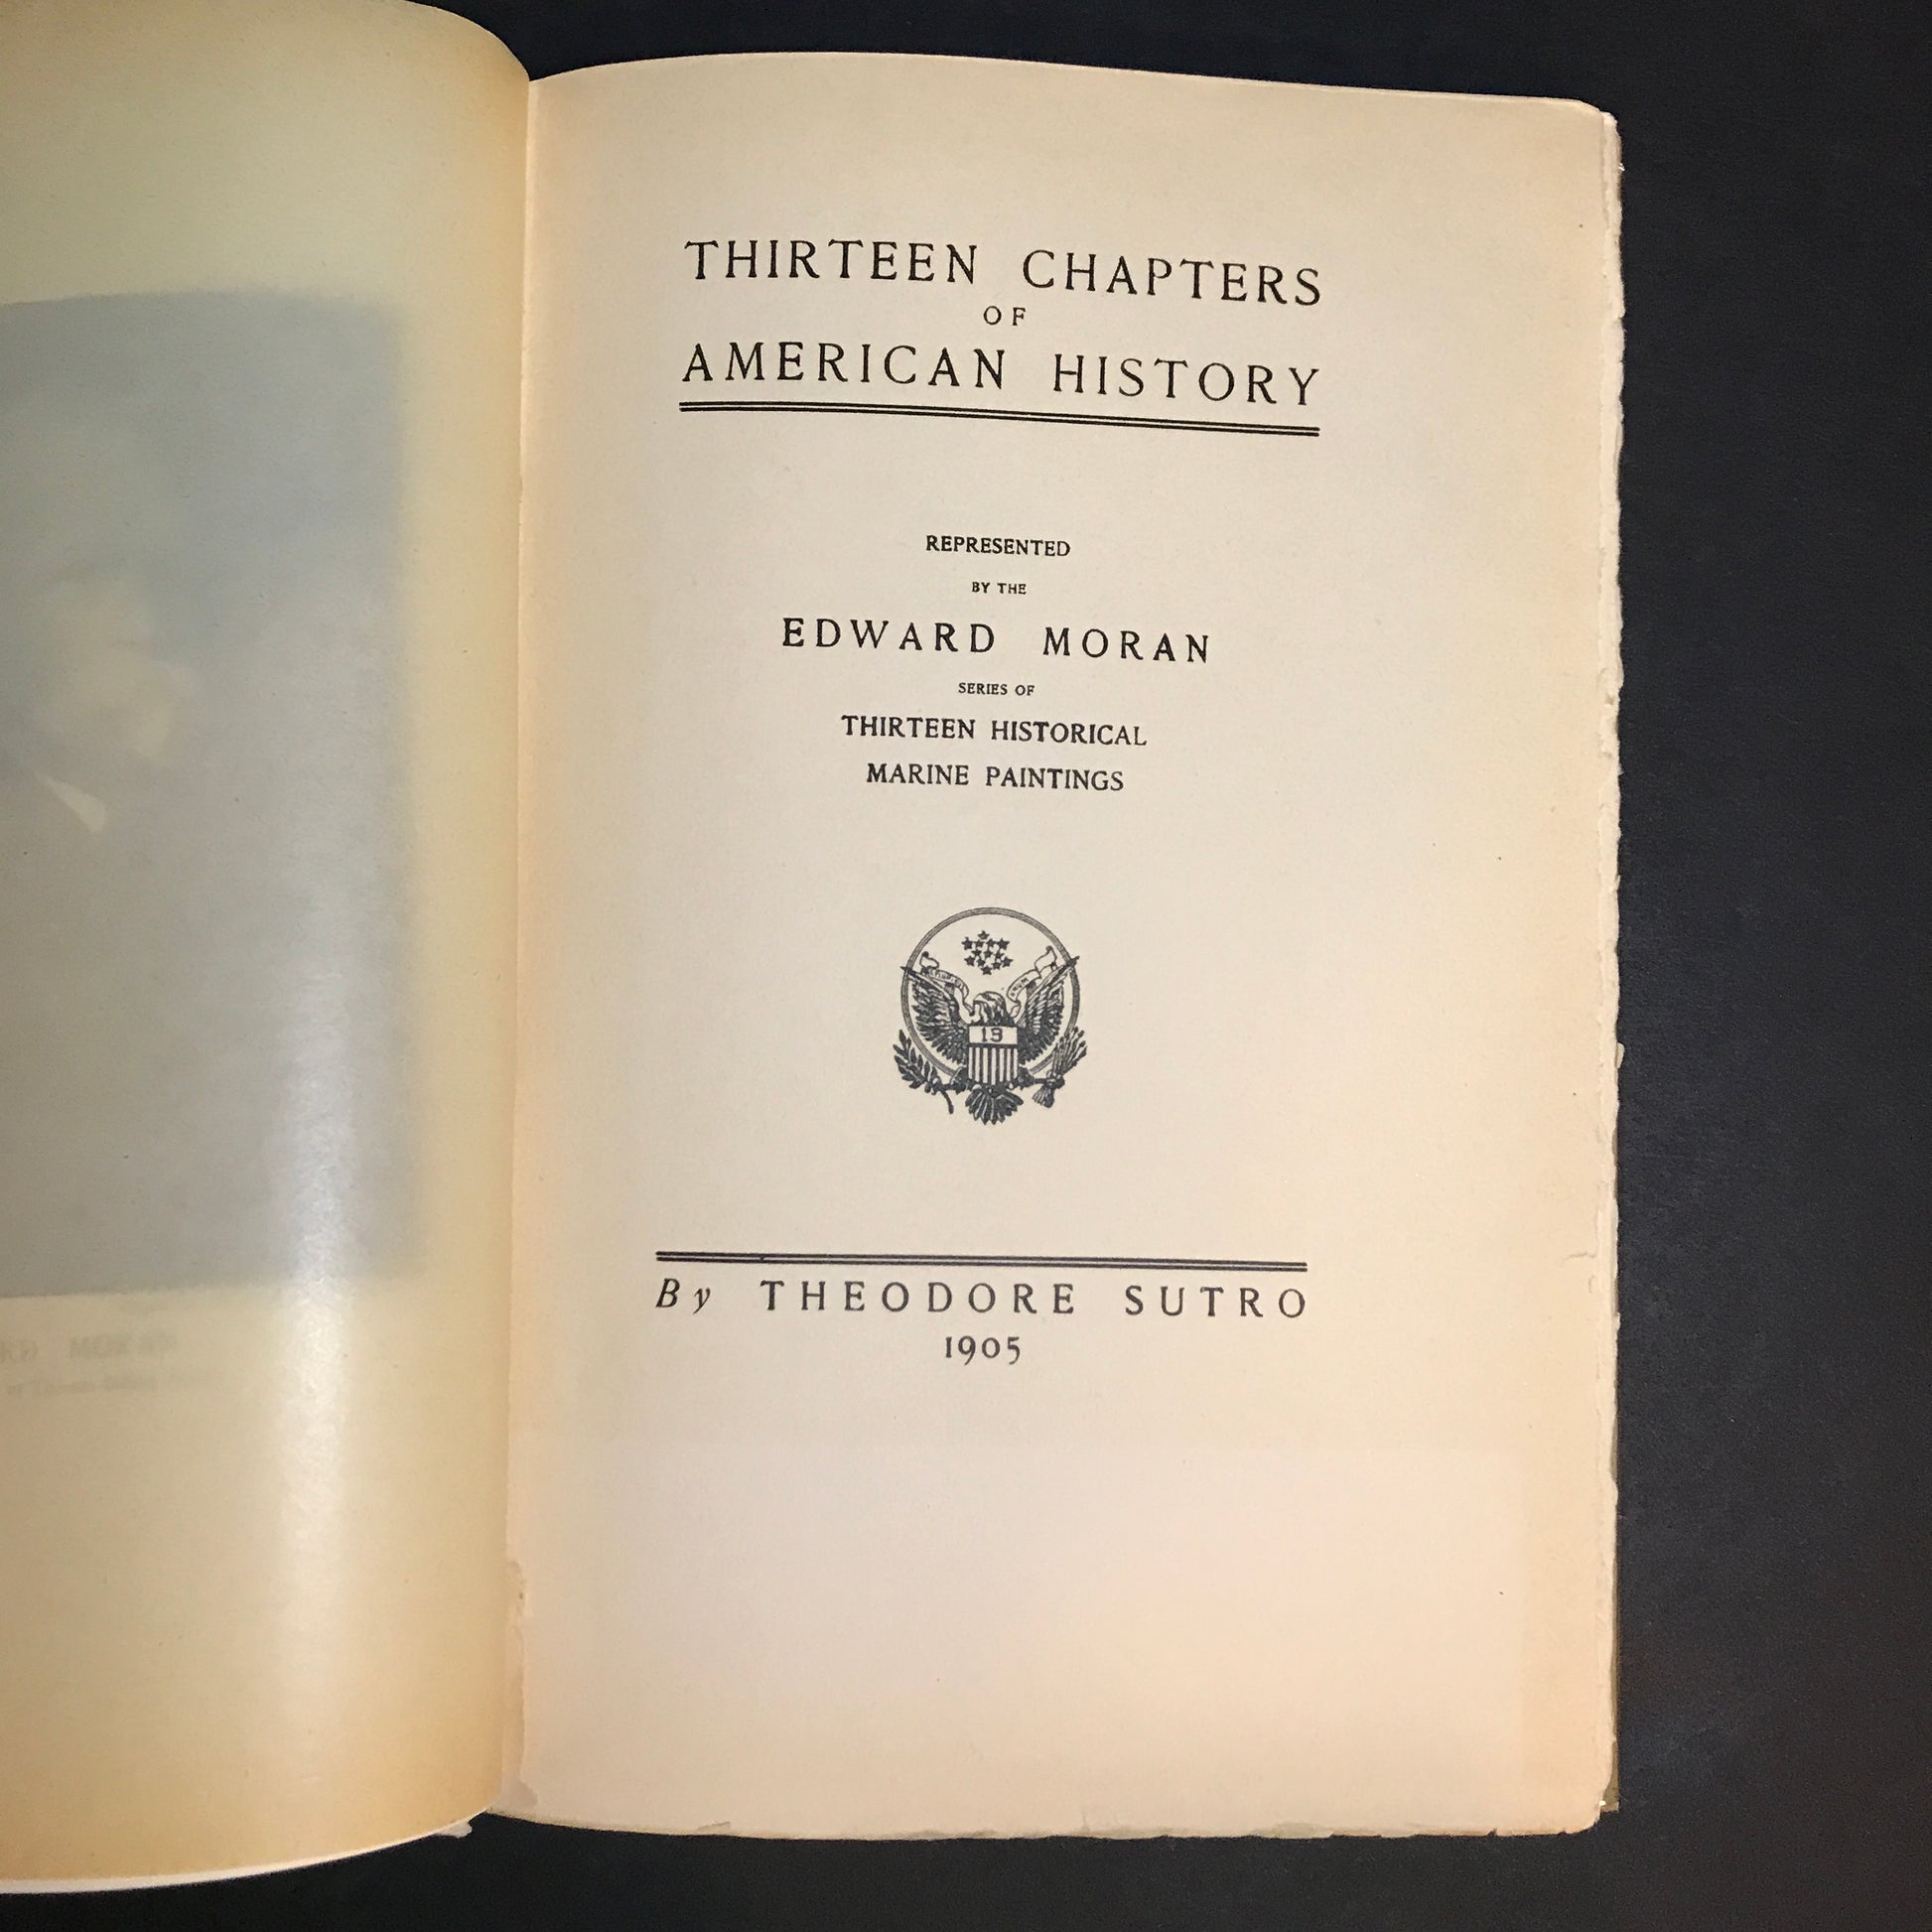 THIRTEEN CHAPTERS
OF
AMERICAN HISTORY
REPRESENTED
BY THE
EDWARD MORAN
SERIES OF
THIRTEEN HISTORICAL
MARINE PAINTINGS
13
By THEODORE SUTRO
1905